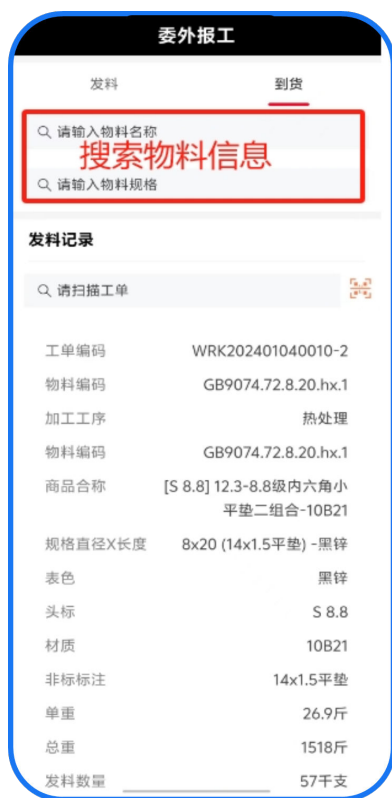 委外报工
发料
到货
请输入物料名称
搜索物料信息
请输入物料规格
发料记录
请扫描工单
工单编码 WRK202401040010-2
物料编码 GB9074.72.8.20.hx.1
加工工序 热处理
物料编码 GB9074.72.8.20.hx.1
商品合称 [S 8.8] 12.3-8.8级内六角小
平垫二组合-10B21
规格直径X长度 8x20 (14x1.5平垫) -黑锌
表色 黑锌
头标 S 8.8
材质 10B21
非标标注 14x1.5平垫
单重 26.9斤
总重 1518斤
发料数量 57千支